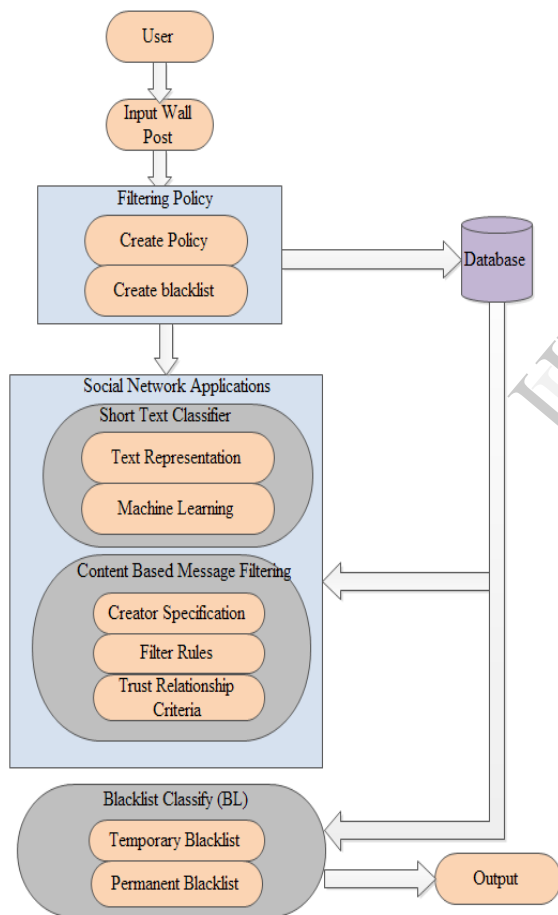 User
Input Wall
Post
Filtering Policy
Create Policy
Create blacklist
Database
Social Network Applications
Short Text Classifier
Text Representation
Machine Learning
Content Based Message Filtering
Creator Specification
Filter Rules
Trust Relationship
Criteria
Blacklist Classify (BL)
Temporary Blacklist
Permanent Blacklist
Output